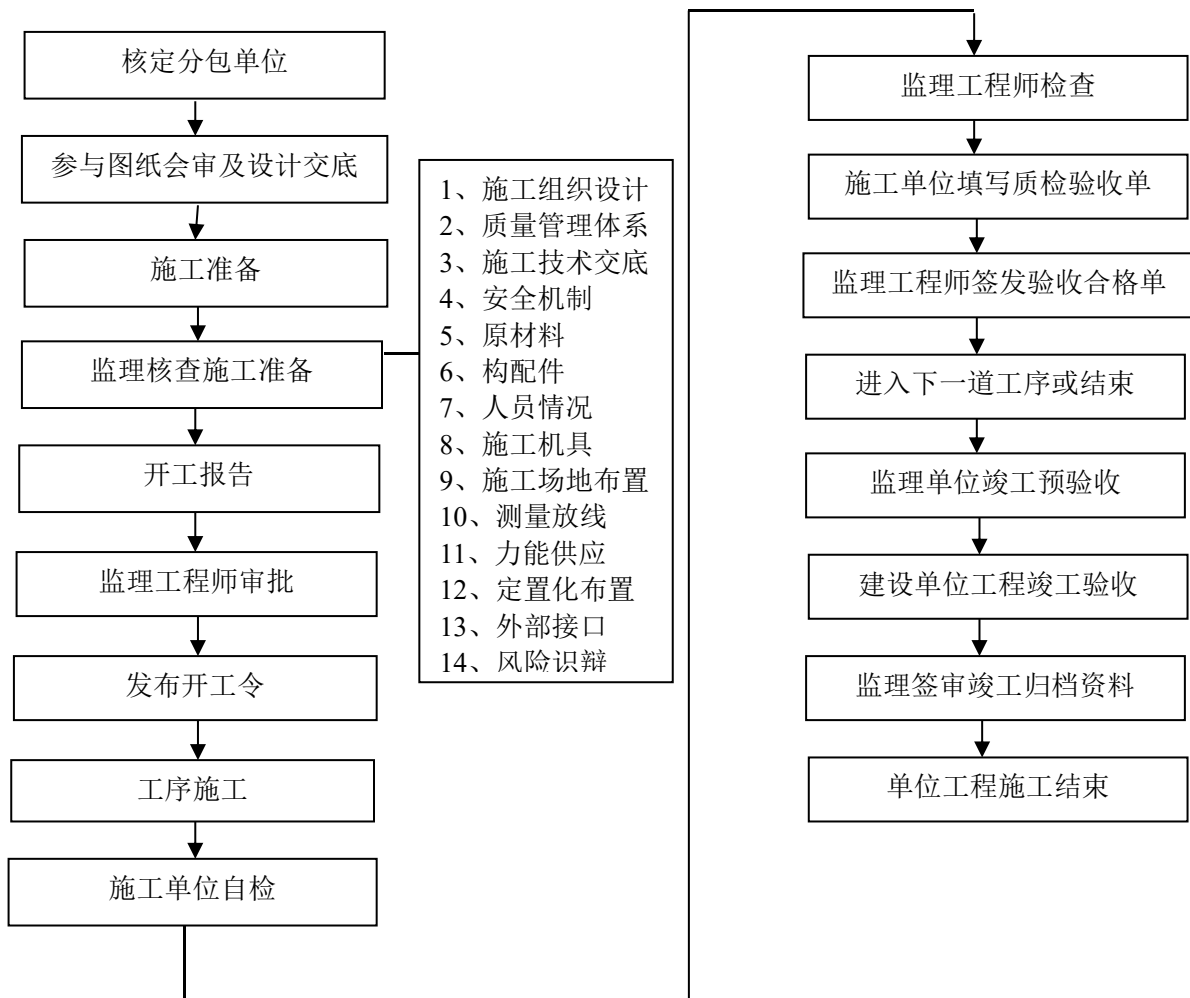 核定分包单位
参与图纸会审及设计交底
施工准备
监理核查施工准备
1、施工组织设计
2、质量管理体系
3、施工技术交底
4、安全机制
5、原材料
6、构配件
7、人员情况
8、施工机具
9、施工场地布置
10、测量放线
11、力能供应
12、定置化布置
13、外部接口
14、风险识辩
开工报告
监理工程师审批
发布开工令
工序施工
施工单位自检
监理工程师检查
施工单位填写质检验收单
监理工程师签发验收合格单
进入下一道工序或结束
监理单位竣工预验收
建设单位工程竣工验收
监理签审竣工归档资料
单位工程施工结束